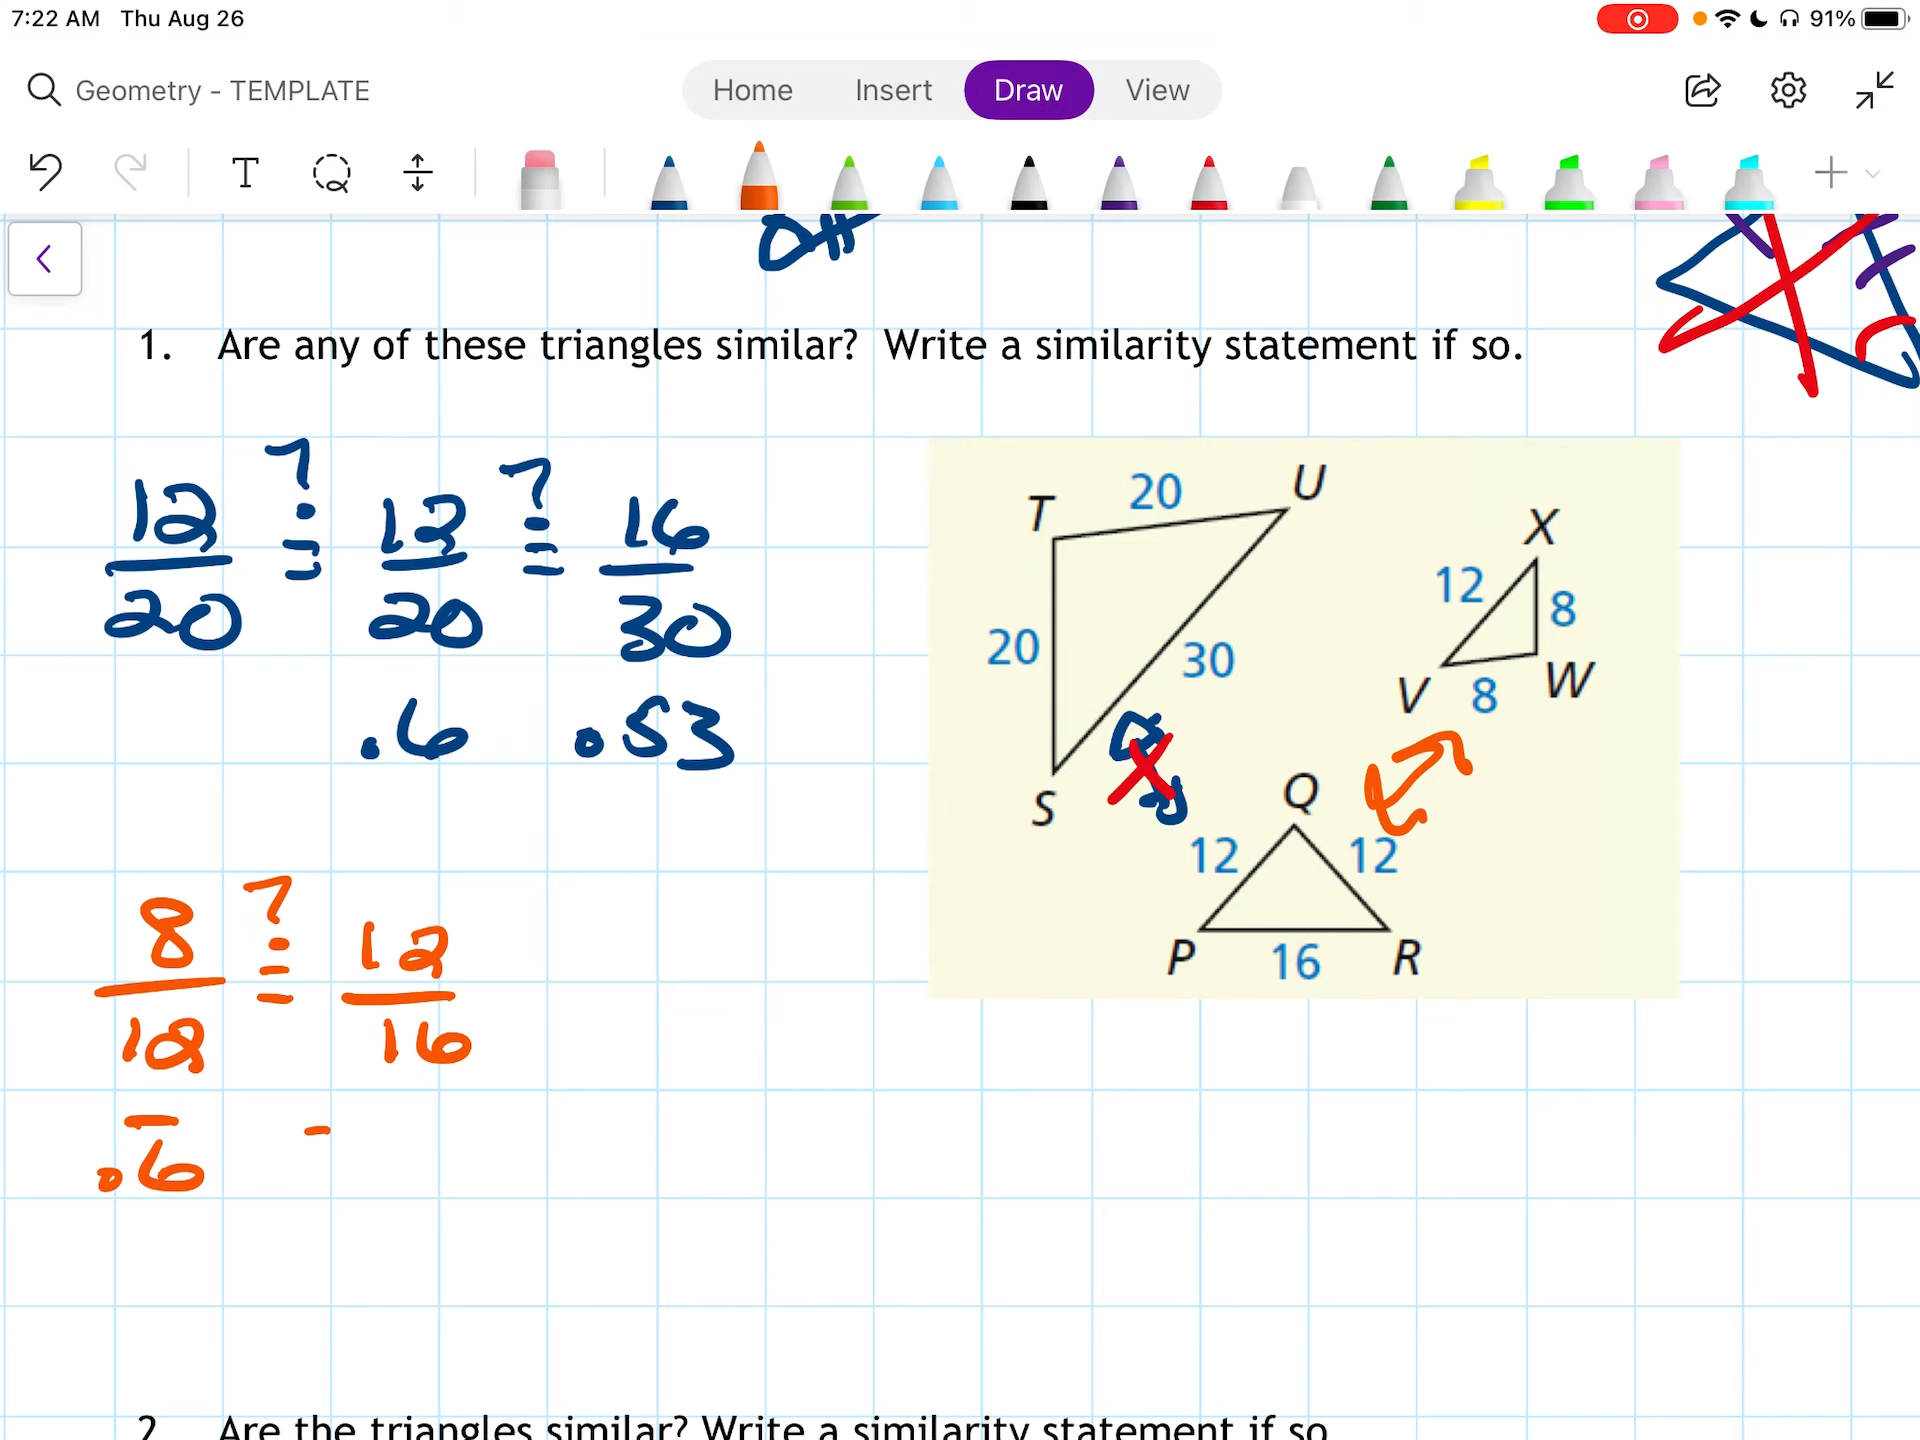 7:22 AM Thu Aug 26 91%
Geometry - TEMPLATE Home Insert Draw View
T
1. Are any of these triangles similar? Write a similarity statement if so.
12/20 ?= 12/20 ?= 16/30
.6 .53
T 20 U
20 30
S
X
12 8
V 8 W
Q
12 12
P 16 R
8/12 ?= 12/16
.6̅ -
2. Are the triangles similar? Write a similarity statement if so.